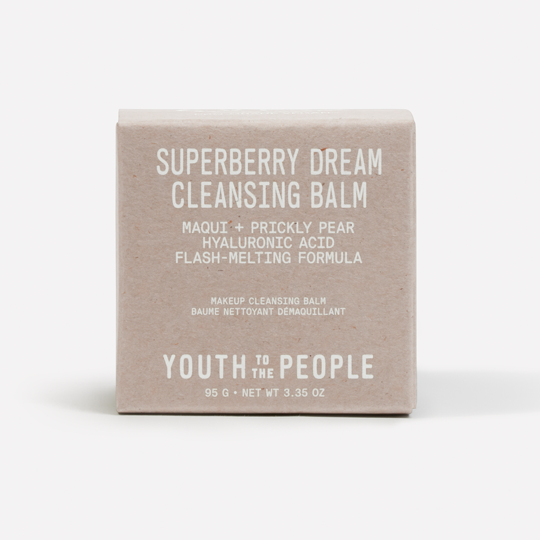 SUPERBERRY DREAM
CLEANSING BALM
MAQUI + PRICKLY PEAR
HYALURONIC ACID
FLASH-MELTING FORMULA
MAKEUP CLEANSING BALM
BAUME NETTOYANT DÉMAQUILLANT
YOUTH TO THE PEOPLE
95 G • NET WT 3.35 OZ